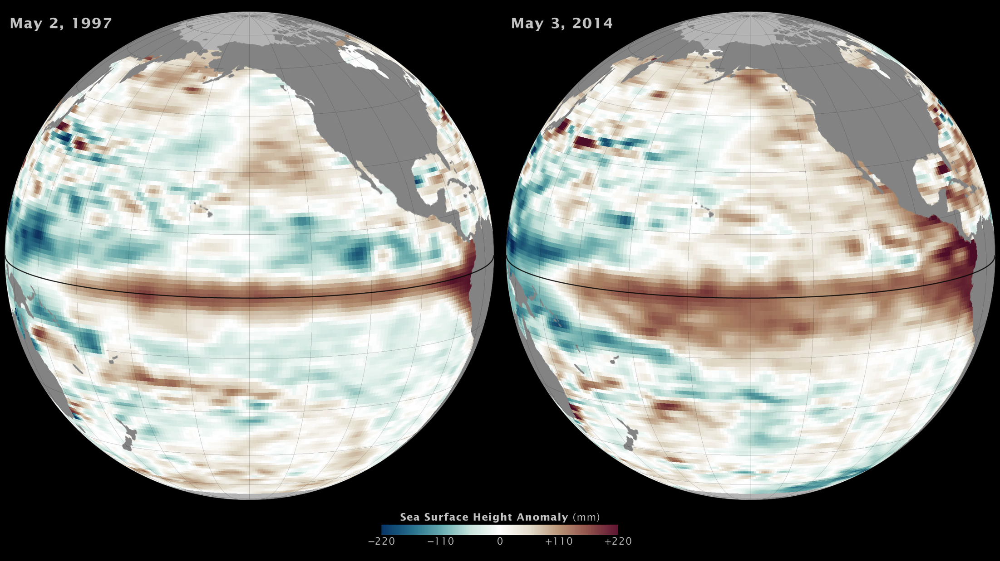 May 2, 1997
May 3, 2014
Sea Surface Height Anomaly (mm)
−220 −110 0 +110 +220